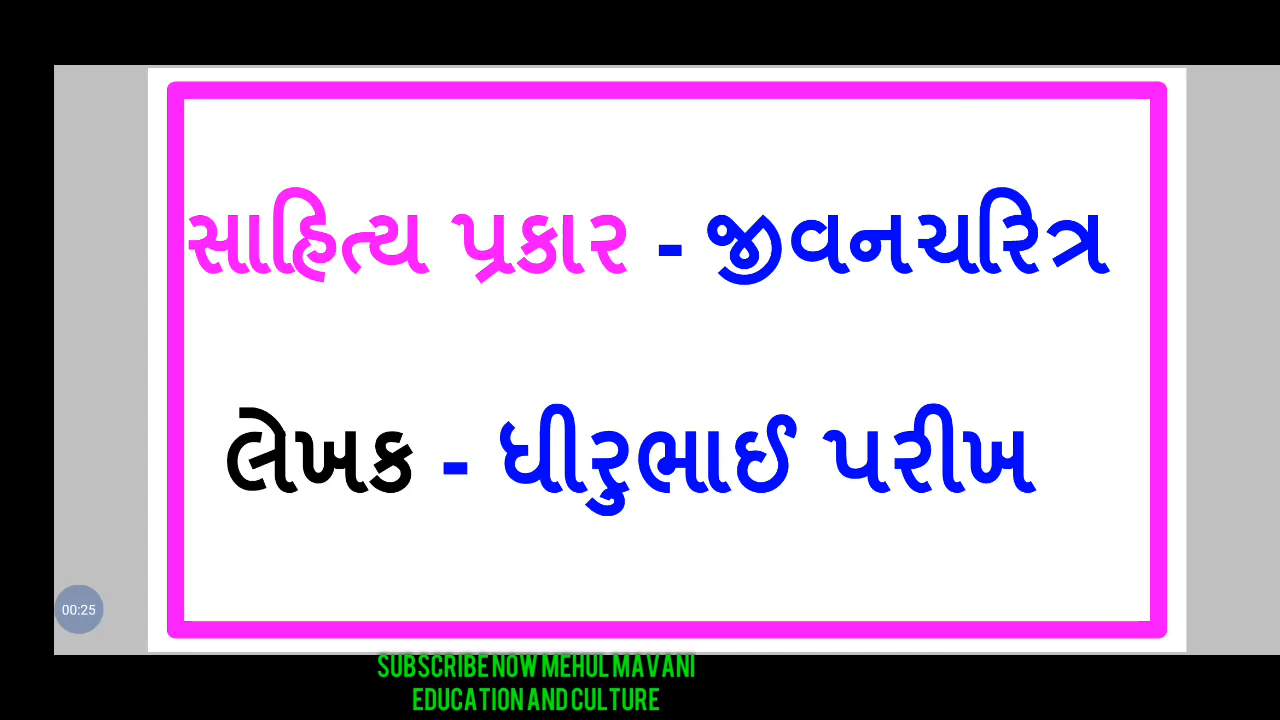 સાહિત્ય પ્રકાર - જીવનચરિત્ર
લેખક - ધીરુભાઈ પરીખ
00:25
SUBSCRIBE NOW MEHUL MAVANI
EDUCATION AND CULTURE